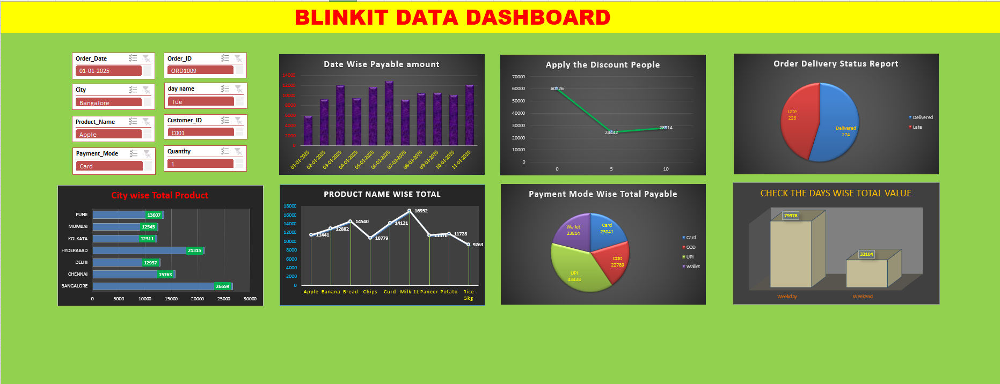 BLINKIT DATA DASHBOARD
Order_Date
01-01-2025
Order_ID
ORD1009
City
Bangalore
day name
Tue
Product_Name
Apple
Customer_ID
C001
Payment_Mode
Card
Quantity
1
Date Wise Payable amount
14000
12000
10000
8000
6000
4000
2000
0
01-01-2025
02-01-2025
03-01-2025
04-01-2025
05-01-2025
06-01-2025
07-01-2025
08-01-2025
09-01-2025
10-01-2025
11-01-2025
Apply the Discount People
70000
60000
50000
40000
30000
20000
10000
0
60326
24442
28314
0 5 10
Order Delivery Status Report
Late
226
Delivered
274
Delivered
Late
City wise Total Product
PUNE 13607
MUMBAI 12545
KOLKATA 12311
HYDERABAD 21315
DELHI 12937
CHENNAI 15763
BANGALORE 26659
0 5000 10000 15000 20000 25000 30000
PRODUCT NAME WISE TOTAL
18000
16000
14000
12000
10000
8000
6000
4000
2000
0
11441
12882
14540
10779
14121
16952
11728
9263
Apple Banana Bread Chips Curd Milk 1L Paneer Potato Rice
5kg
Payment Mode Wise Total Payable
Wallet
23814
Card
23041
COD
22789
UPI
43438
Card
COD
UPI
Wallet
CHECK THE DAYS WISE TOTAL VALUE
79978
33104
Weekday Weekend